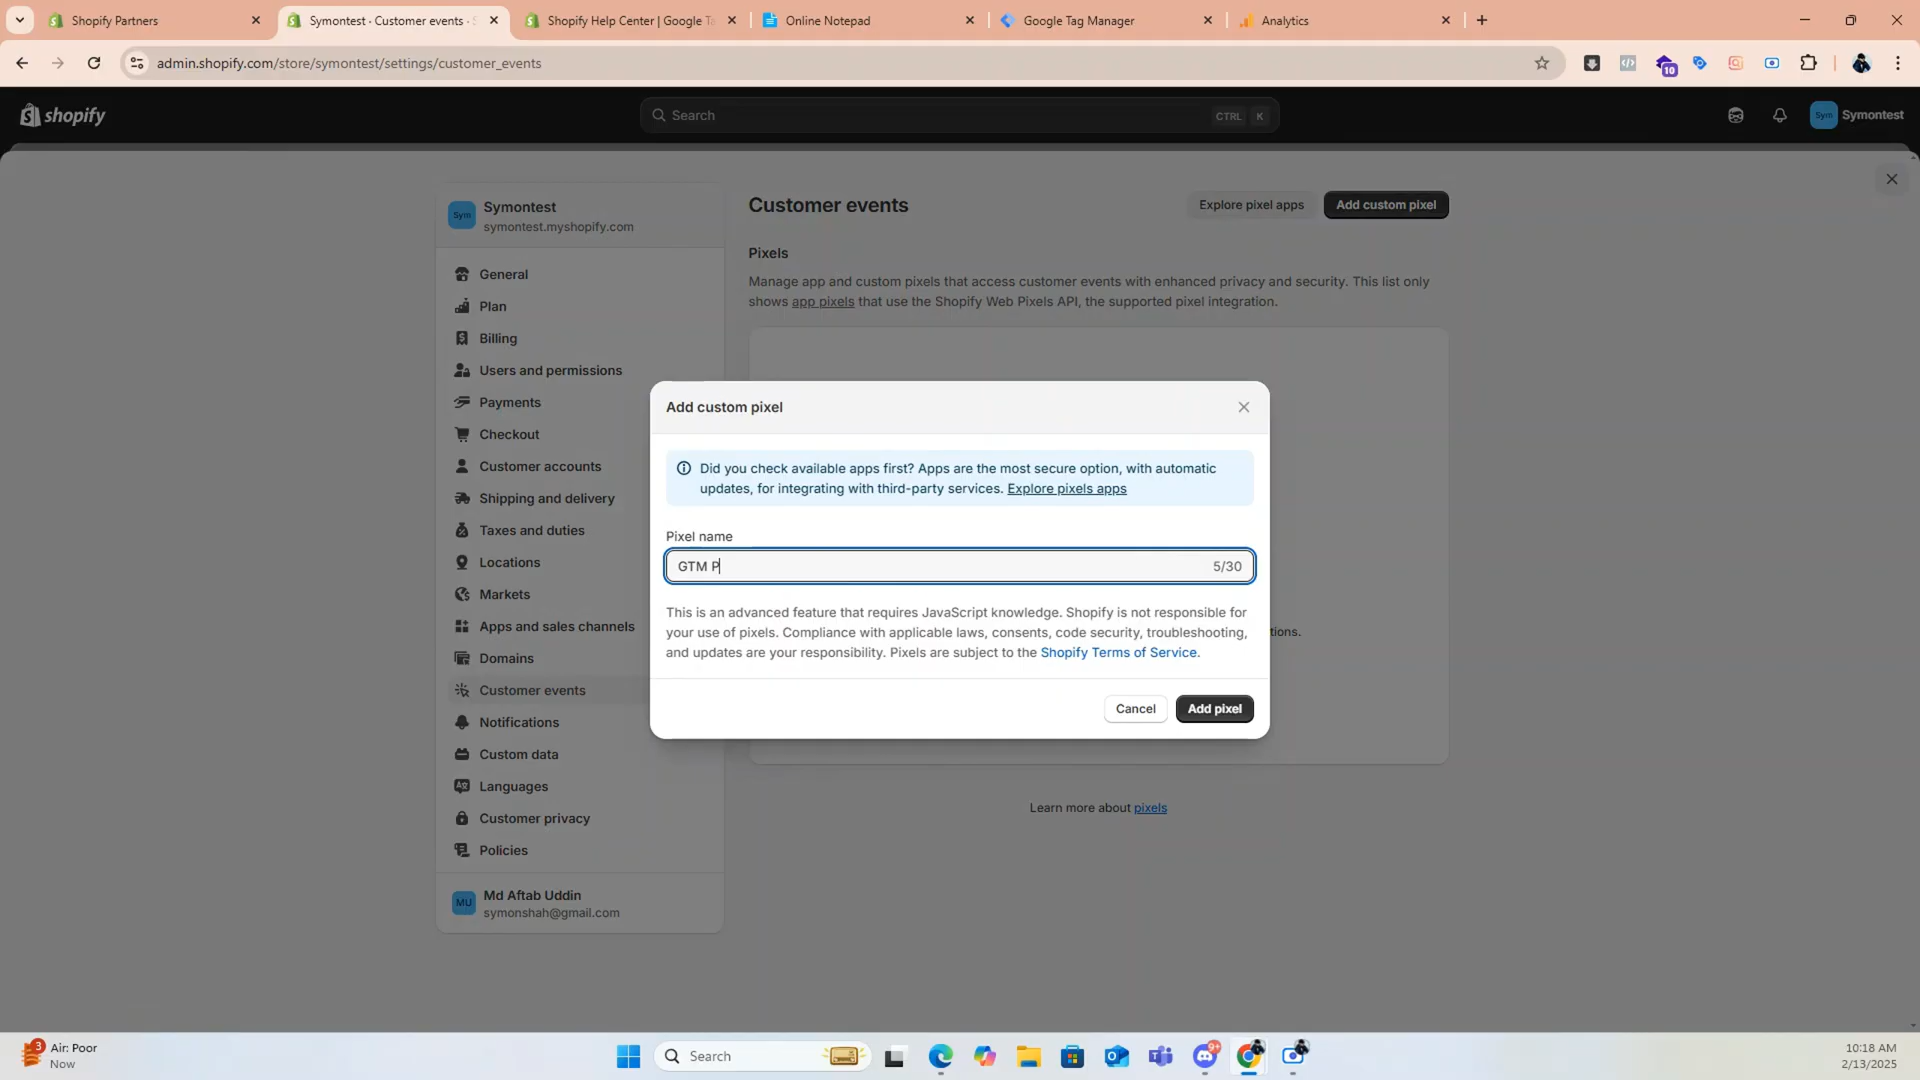 Shopify Partners
Symontest · Customer events · S
Shopify Help Center | Google Ta
Online Notepad
Google Tag Manager
Analytics
admin.shopify.com/store/symontest/settings/customer_events
10
shopify
Search
CTRL K
Sym
Symontest
Sym
Symontest
symontest.myshopify.com
General
Plan
Billing
Users and permissions
Payments
Checkout
Customer accounts
Shipping and delivery
Taxes and duties
Locations
Markets
Apps and sales channels
Domains
Customer events
Notifications
Custom data
Languages
Customer privacy
Policies
MU
Md Aftab Uddin
symonshah@gmail.com
Customer events
Explore pixel apps
Add custom pixel
Pixels
Manage app and custom pixels that access customer events with enhanced privacy and security. This list only
shows app pixels that use the Shopify Web Pixels API, the supported pixel integration.
Add custom pixel
Did you check available apps first? Apps are the most secure option, with automatic
updates, for integrating with third-party services. Explore pixels apps
Pixel name
GTM P
5/30
This is an advanced feature that requires JavaScript knowledge. Shopify is not responsible for
your use of pixels. Compliance with applicable laws, consents, code security, troubleshooting,
and updates are your responsibility. Pixels are subject to the Shopify Terms of Service.
tions.
Cancel
Add pixel
Learn more about pixels
3
Air: Poor
Now
Search
9+
10:18 AM
2/13/2025